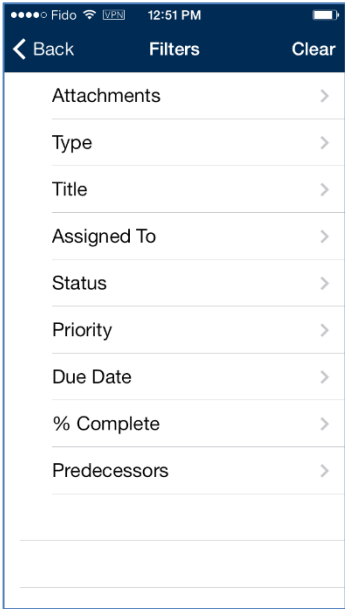 Fido VPN 12:51 PM
Back Filters Clear
Attachments
Type
Title
Assigned To
Status
Priority
Due Date
% Complete
Predecessors